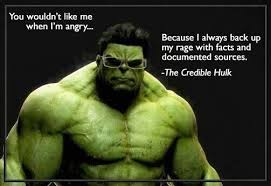 You wouldn't like me
when I'm angry...
Because I always back up
my rage with facts and
documented sources.
-The Credible Hulk